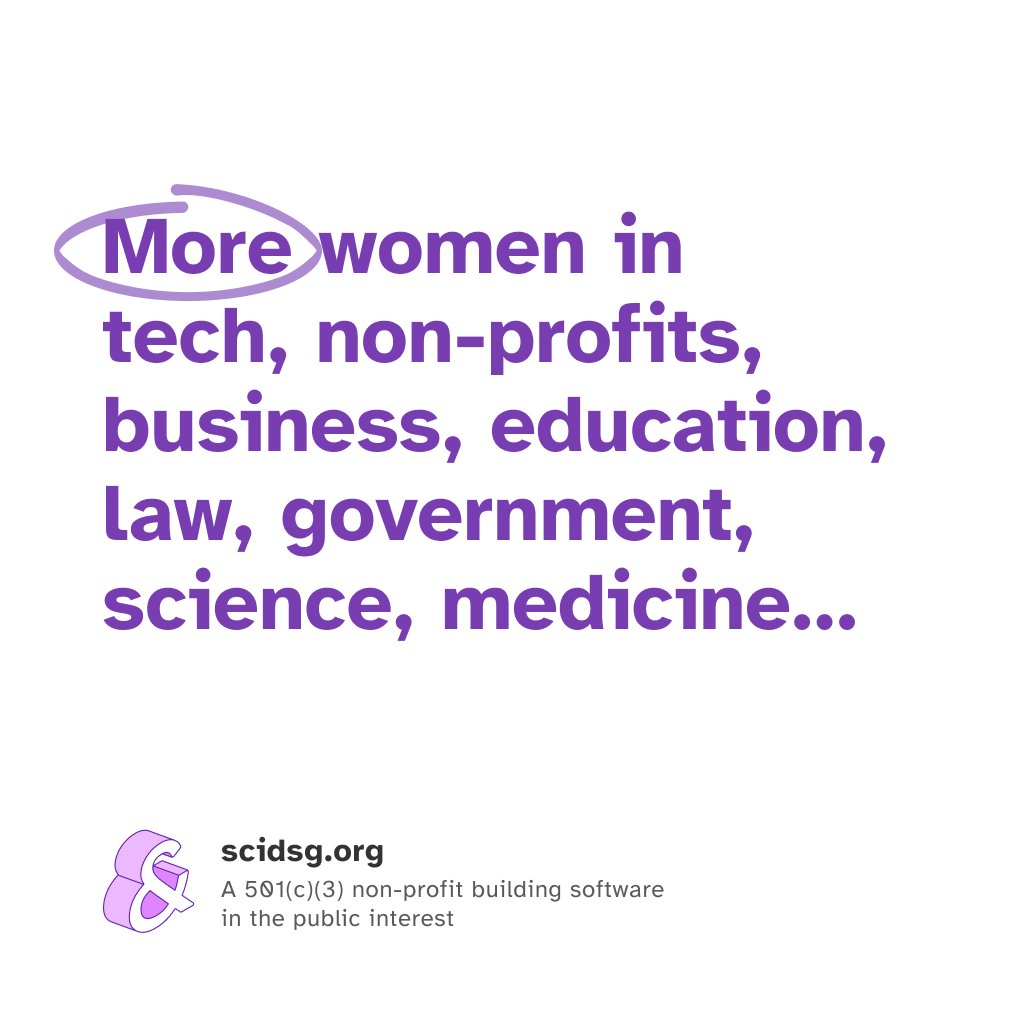 More women in
tech, non-profits,
business, education,
law, government,
science, medicine...
&
scidsg.org
A 501(c)(3) non-profit building software
in the public interest